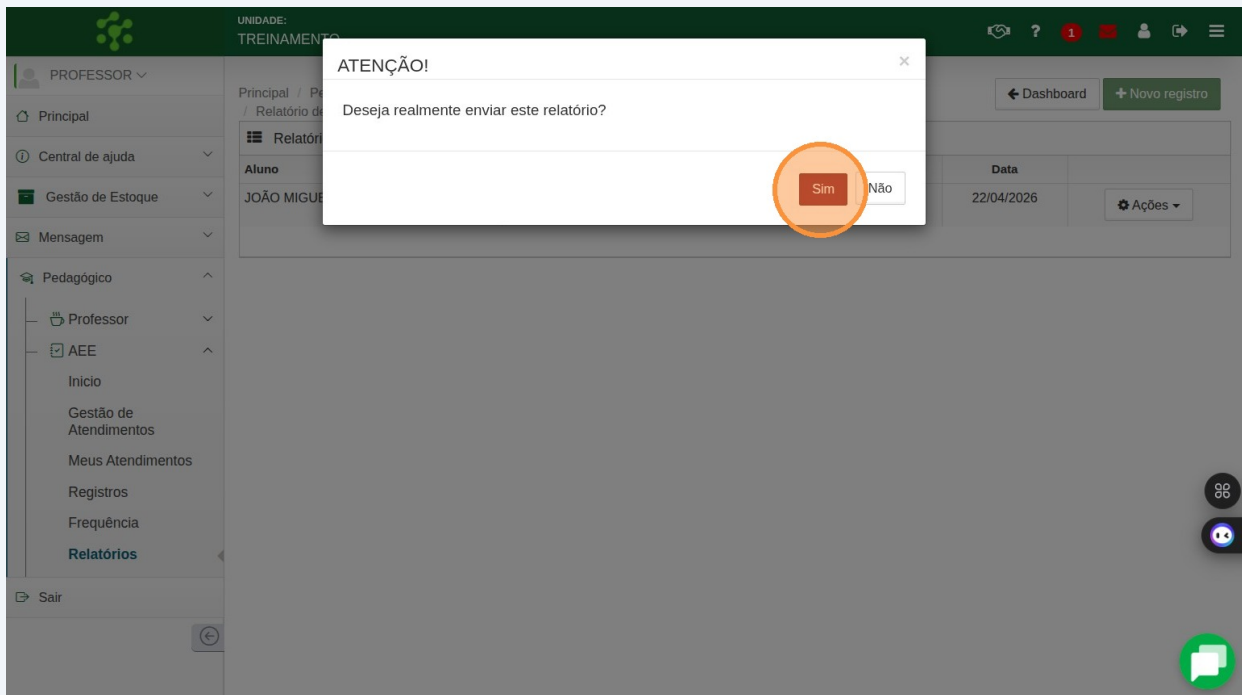 UNIDADE:
TREINAMENTO
1
PROFESSOR
Principal
Central de ajuda
Gestão de Estoque
Mensagem
Pedagógico
Professor
AEE
Inicio
Gestão de
Atendimentos
Meus Atendimentos
Registros
Frequência
Relatórios
Sair
Principal / Pe
/ Relatório de
Dashboard
Novo registro
Relatóri
Aluno
Data
JOÃO MIGUE
22/04/2026
Ações
ATENÇÃO!
×
Deseja realmente enviar este relatório?
Sim
Não